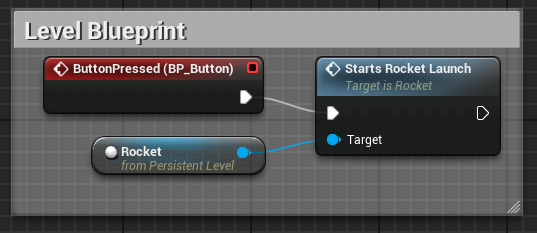 Level Blueprint
ButtonPressed (BP_Button)
Starts Rocket Launch
Target is Rocket
Rocket
from Persistent Level
Target